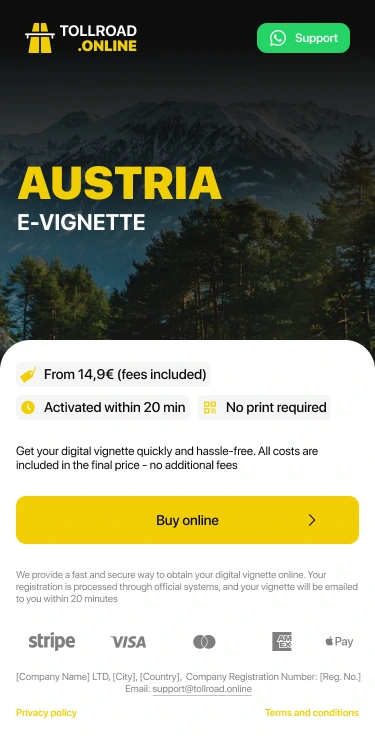 TOLLROAD
.ONLINE
Support
AUSTRIA
E-VIGNETTE
From 14,9€ (fees included)
Activated within 20 min
No print required
Get your digital vignette quickly and hassle-free. All costs are
included in the final price - no additional fees
Buy online
We provide a fast and secure way to obtain your digital vignette online. Your
registration is processed through official systems, and your vignette will be emailed
to you within 20 minutes
stripe
VISA
AM
EX
Pay
[Company Name] LTD, [City], [Country], Company Registration Number: [Reg. No.]
Email: support@tollroad.online
Privacy policy
Terms and conditions